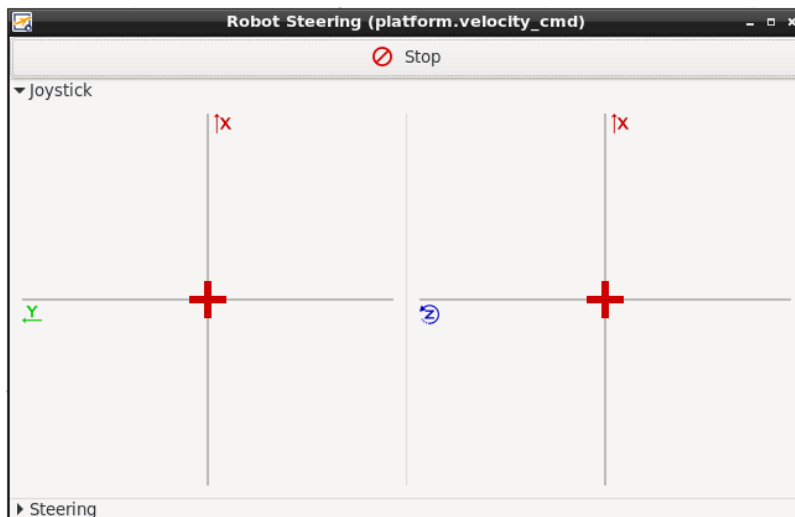 Robot Steering (platform.velocity_cmd)
Stop
Joystick
X
X
Y
Z
Steering